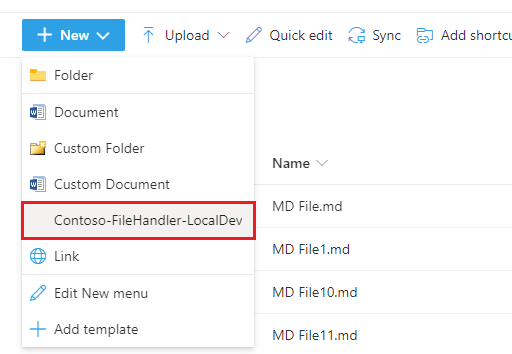 New Upload Quick edit Sync Add shortcu
Folder
Document
Custom Folder
Custom Document
Contoso-FileHandler-LocalDev
Link
Edit New menu
Add template
Name
MD File.md
MD File1.md
MD File10.md
MD File11.md